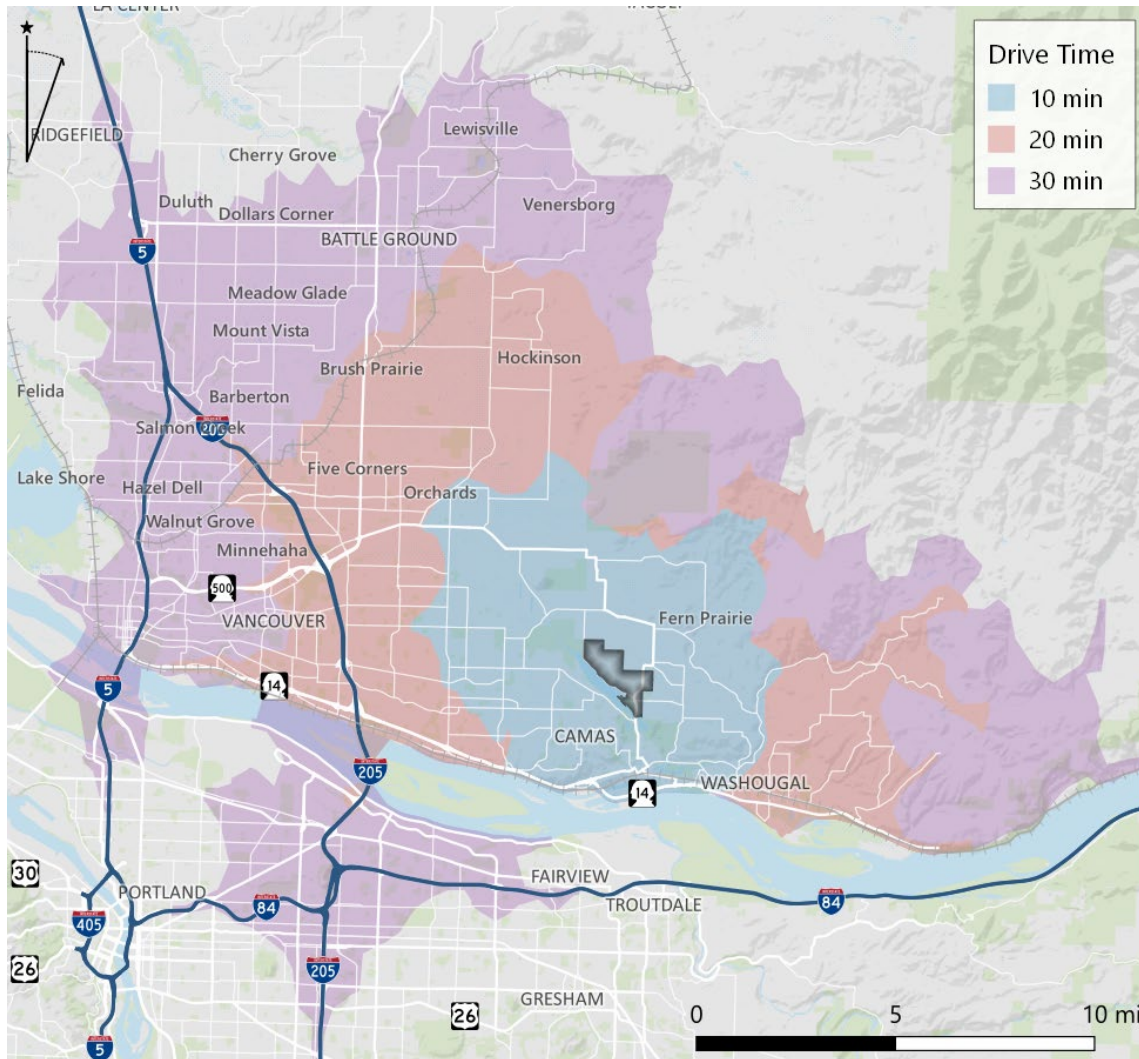 LA CENTER
Drive Time
10 min
20 min
30 min
RIDGEFIELD
Lewisville
Cherry Grove
Duluth
Dollars Corner
Venersborg
BATTLE GROUND
5
Meadow Glade
Mount Vista
Hockinson
Brush Prairie
Felida
Barberton
Salmon Creek
205
Lake Shore
Five Corners
Hazel Dell
Orchards
Walnut Grove
Minnehaha
500
VANCOUVER
Fern Prairie
14
5
CAMAS
205
14
WASHOUGAL
30
PORTLAND
FAIRVIEW
84
TROUTDALE
84
405
26
205
GRESHAM
26
5
0 5 10 mi